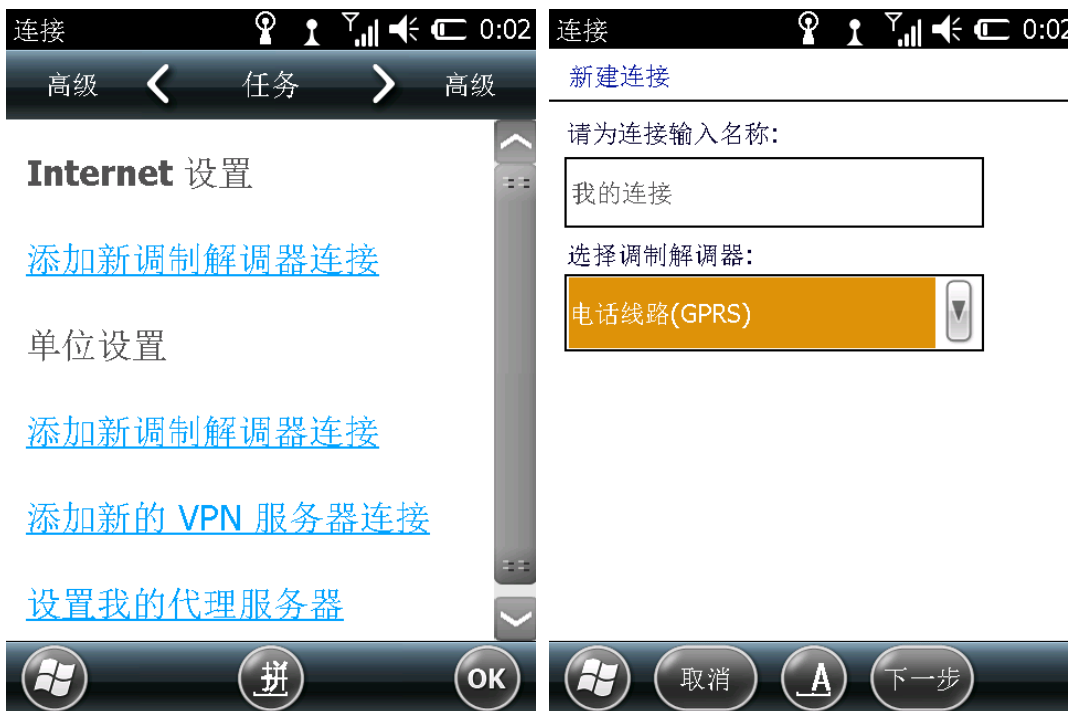 连接 0:02
高级 任务 高级
Internet 设置
添加新调制解调器连接
单位设置
添加新调制解调器连接
添加新的 VPN 服务器连接
设置我的代理服务器
拼 OK
连接 0:02
新建连接
请为连接输入名称:
我的连接
选择调制解调器:
电话线路(GPRS)
取消 A 下一步